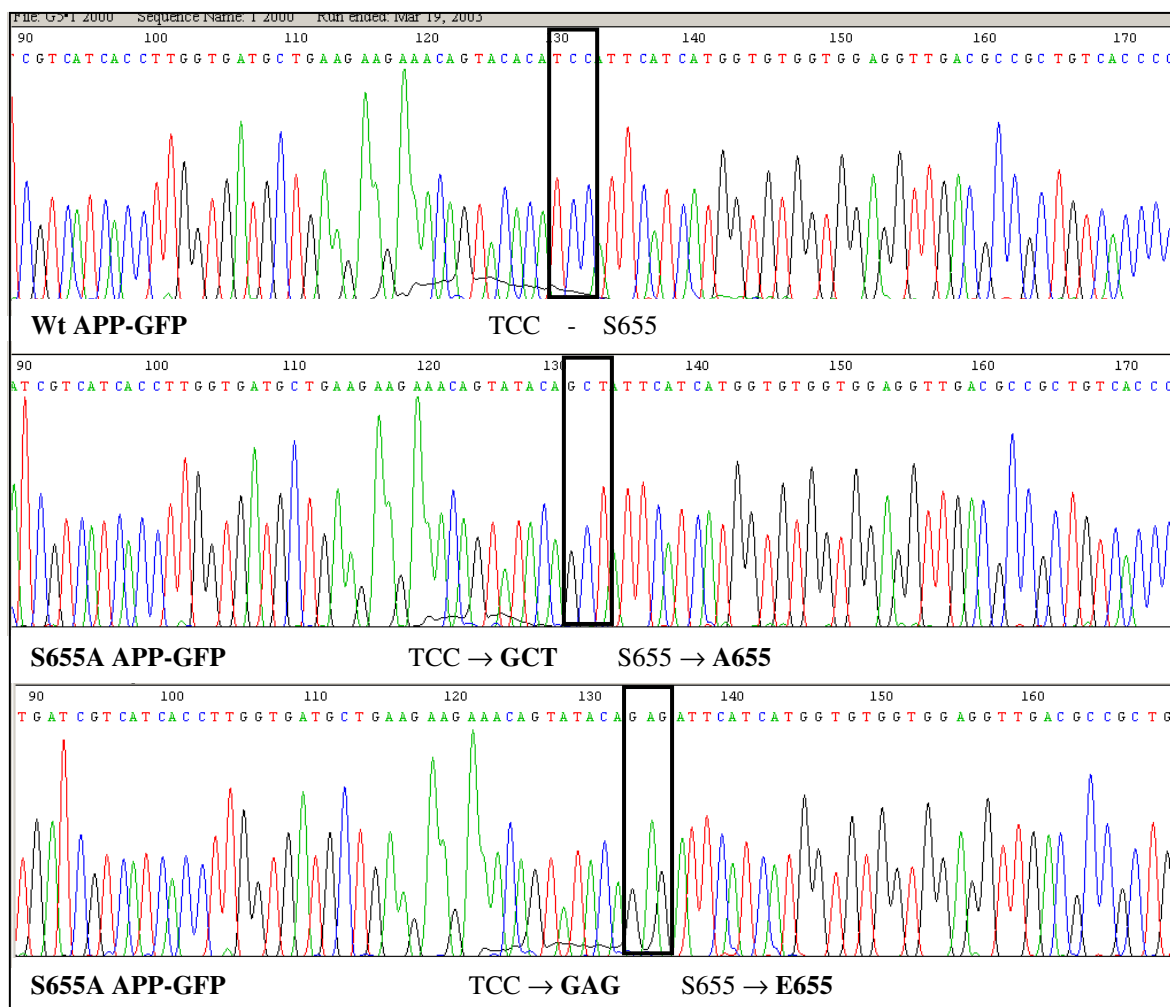 File: G5*1 2000 Sequence Name: 1 2000 Run ended: Mar 19, 2003
90 100 110 120 130 140 150 160 170
TCGTCATCACCTTGGTGATGCTGAAGAAGAAACAGTACACATCCATTCATCATGGTGTGGTGGAGGTTGACGCCGCTGTCACCCC
Wt APP-GFP TCC - S655
90 100 110 120 130 140 150 160 170
ATCGTCATCACCTTGGTGATGCTGAAGAAGAAACAGTATACAGCTATTCATCATGGTGTGGTGGAGGTTGACGCCGCTGTCACCC
S655A APP-GFP TCC → GCT S655 → A655
90 100 110 120 130 140 150 160
TGATCGTCATCACCTTGGTGATGCTGAAGAAGAAACAGTATACAGAGATTCATCATGGTGTGGTGGAGGTTGACGCCGCTG
S655A APP-GFP TCC → GAG S655 → E655